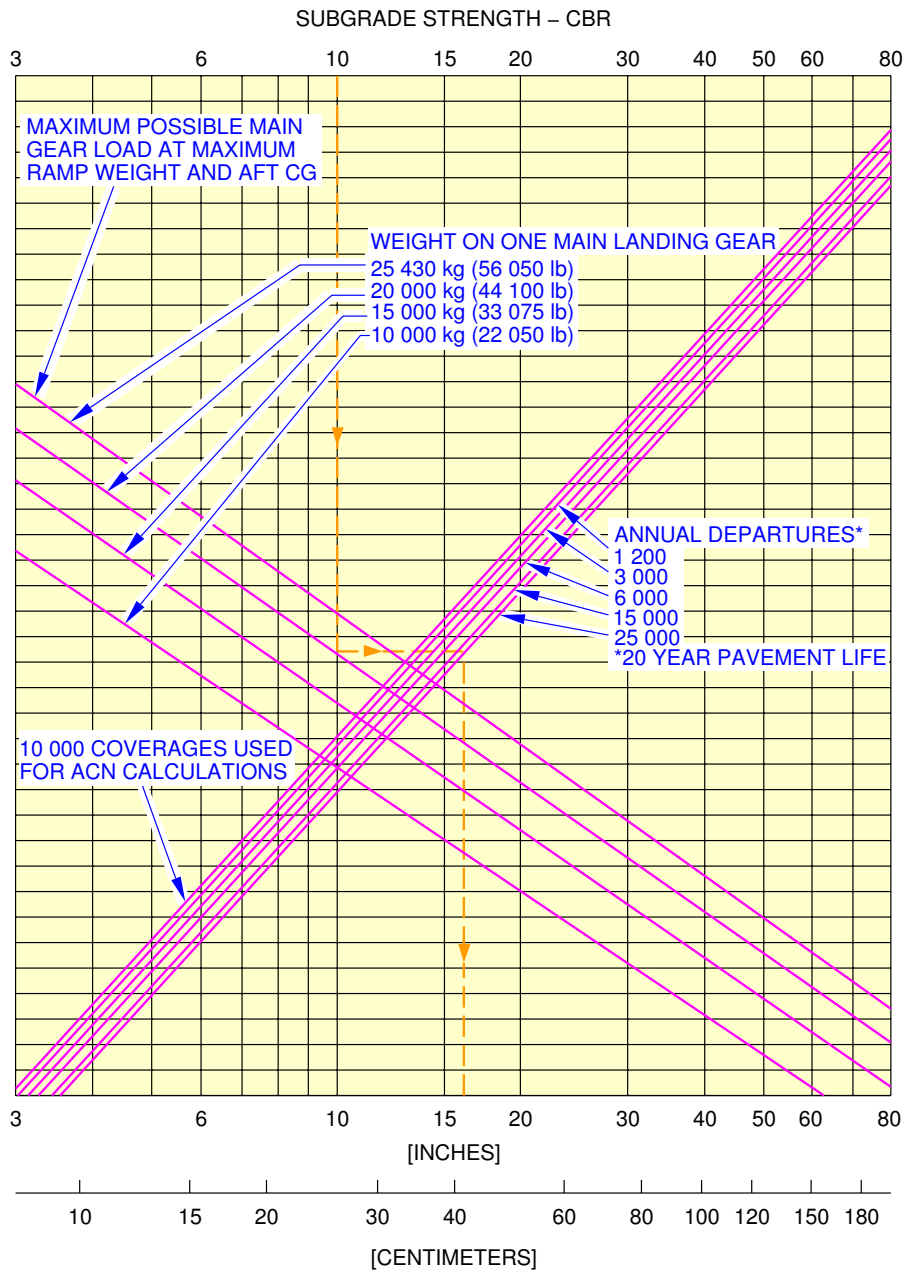 SUBGRADE STRENGTH – CBR
3 6 10 15 20 30 40 50 60 80
MAXIMUM POSSIBLE MAIN
GEAR LOAD AT MAXIMUM
RAMP WEIGHT AND AFT CG
WEIGHT ON ONE MAIN LANDING GEAR
25 430 kg (56 050 lb)
20 000 kg (44 100 lb)
15 000 kg (33 075 lb)
10 000 kg (22 050 lb)
ANNUAL DEPARTURES*
1 200
3 000
6 000
15 000
25 000
*20 YEAR PAVEMENT LIFE
10 000 COVERAGES USED
FOR ACN CALCULATIONS
3 6 10 15 20 30 40 50 60 80
[INCHES]
10 15 20 30 40 60 80 100 120 150 180
[CENTIMETERS]